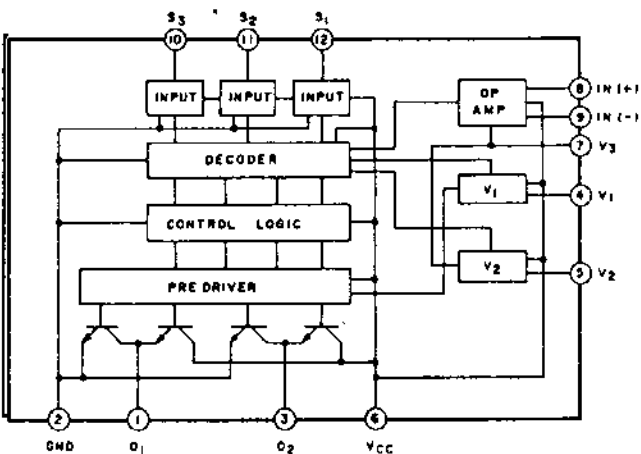 S3 S2 S1
10 11 12
INPUT INPUT INPUT
OP AMP
8 IN (+)
9 IN (-)
7 V3
DECODER
V1
4 V1
CONTROL LOGIC
V2
5 V2
PRE DRIVER
2 1 3 6
GND O1 O2 VCC